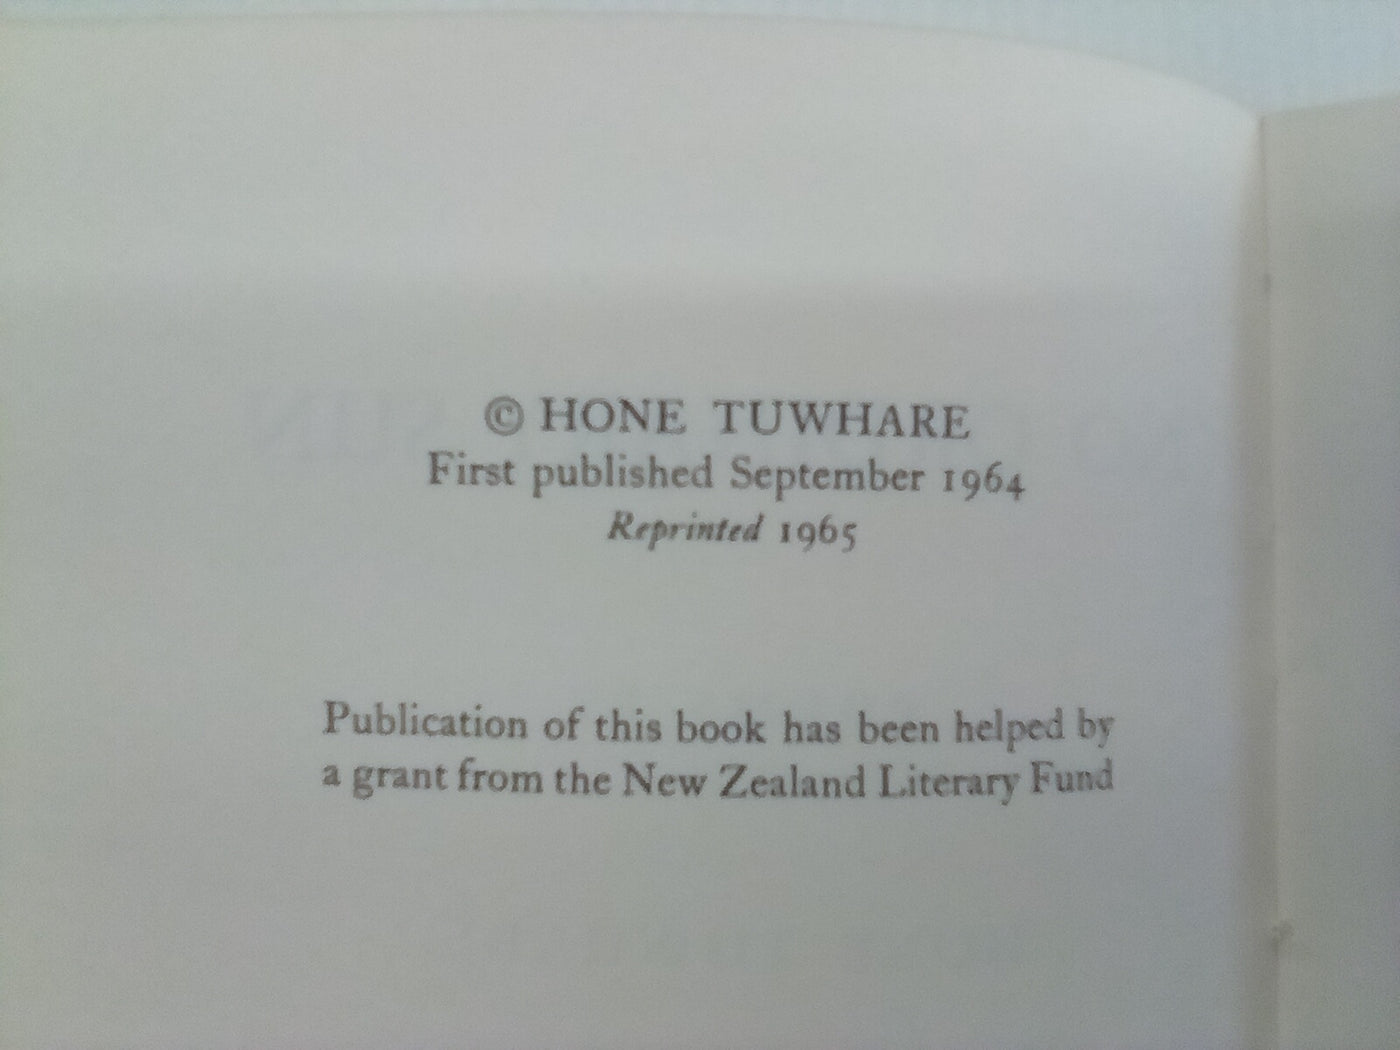 © HONE TUWHARE
First published September 1964
Reprinted 1965
Publication of this book has been helped by
a grant from the New Zealand Literary Fund